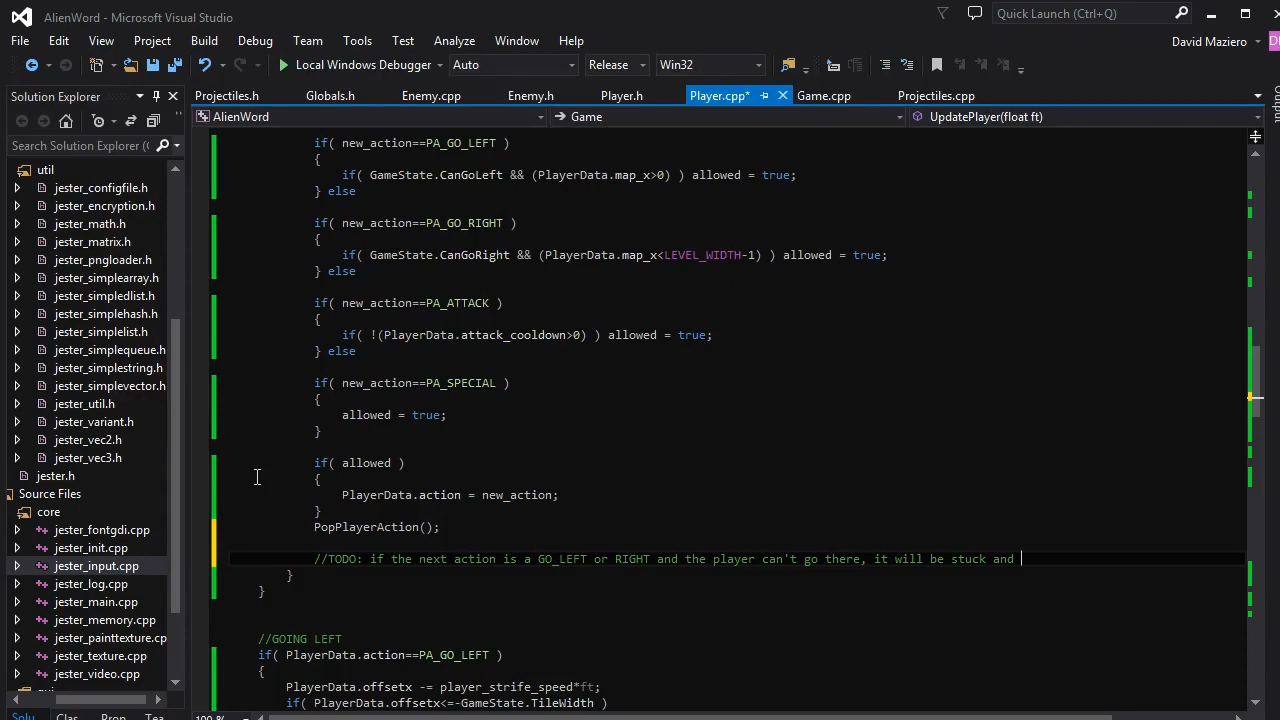 AlienWord - Microsoft Visual Studio
Quick Launch (Ctrl+Q)
File Edit View Project Build Debug Team Tools Test Analyze Window Help
David Maziero
Local Windows Debugger Auto Release Win32
Solution Explorer
Projectiles.h Globals.h Enemy.cpp Enemy.h Player.h Player.cpp* Game.cpp Projectiles.cpp
AlienWord Game UpdatePlayer(float ft)
Search Solution Explorer (C
util
jester_configfile.h
jester_encryption.h
jester_math.h
jester_matrix.h
jester_pngloader.h
jester_simplearray.h
jester_simpledlist.h
jester_simplehash.h
jester_simplelist.h
jester_simplequeue.h
jester_simplestring.h
jester_simplevector.h
jester_util.h
jester_variant.h
jester_vec2.h
jester_vec3.h
jester.h
Source Files
core
jester_fontgdi.cpp
jester_init.cpp
jester_input.cpp
jester_log.cpp
jester_main.cpp
jester_memory.cpp
jester_painttexture.cp
jester_texture.cpp
jester_video.cpp
Solu Clas Prop Tea
if( new_action==PA_GO_LEFT )
{
if( GameState.CanGoLeft && (PlayerData.map_x>0) ) allowed = true;
} else
if( new_action==PA_GO_RIGHT )
{
if( GameState.CanGoRight && (PlayerData.map_x<LEVEL_WIDTH-1) ) allowed = true;
} else
if( new_action==PA_ATTACK )
{
if( !(PlayerData.attack_cooldown>0) ) allowed = true;
} else
if( new_action==PA_SPECIAL )
{
allowed = true;
}
if( allowed )
{
PlayerData.action = new_action;
}
PopPlayerAction();
//TODO: if the next action is a GO_LEFT or RIGHT and the player can't go there, it will be stuck and
}
}
//GOING LEFT
if( PlayerData.action==PA_GO_LEFT )
{
PlayerData.offsetx -= player_strife_speed*ft;
if( PlayerData.offsetx<=-GameState.TileWidth )
100 %